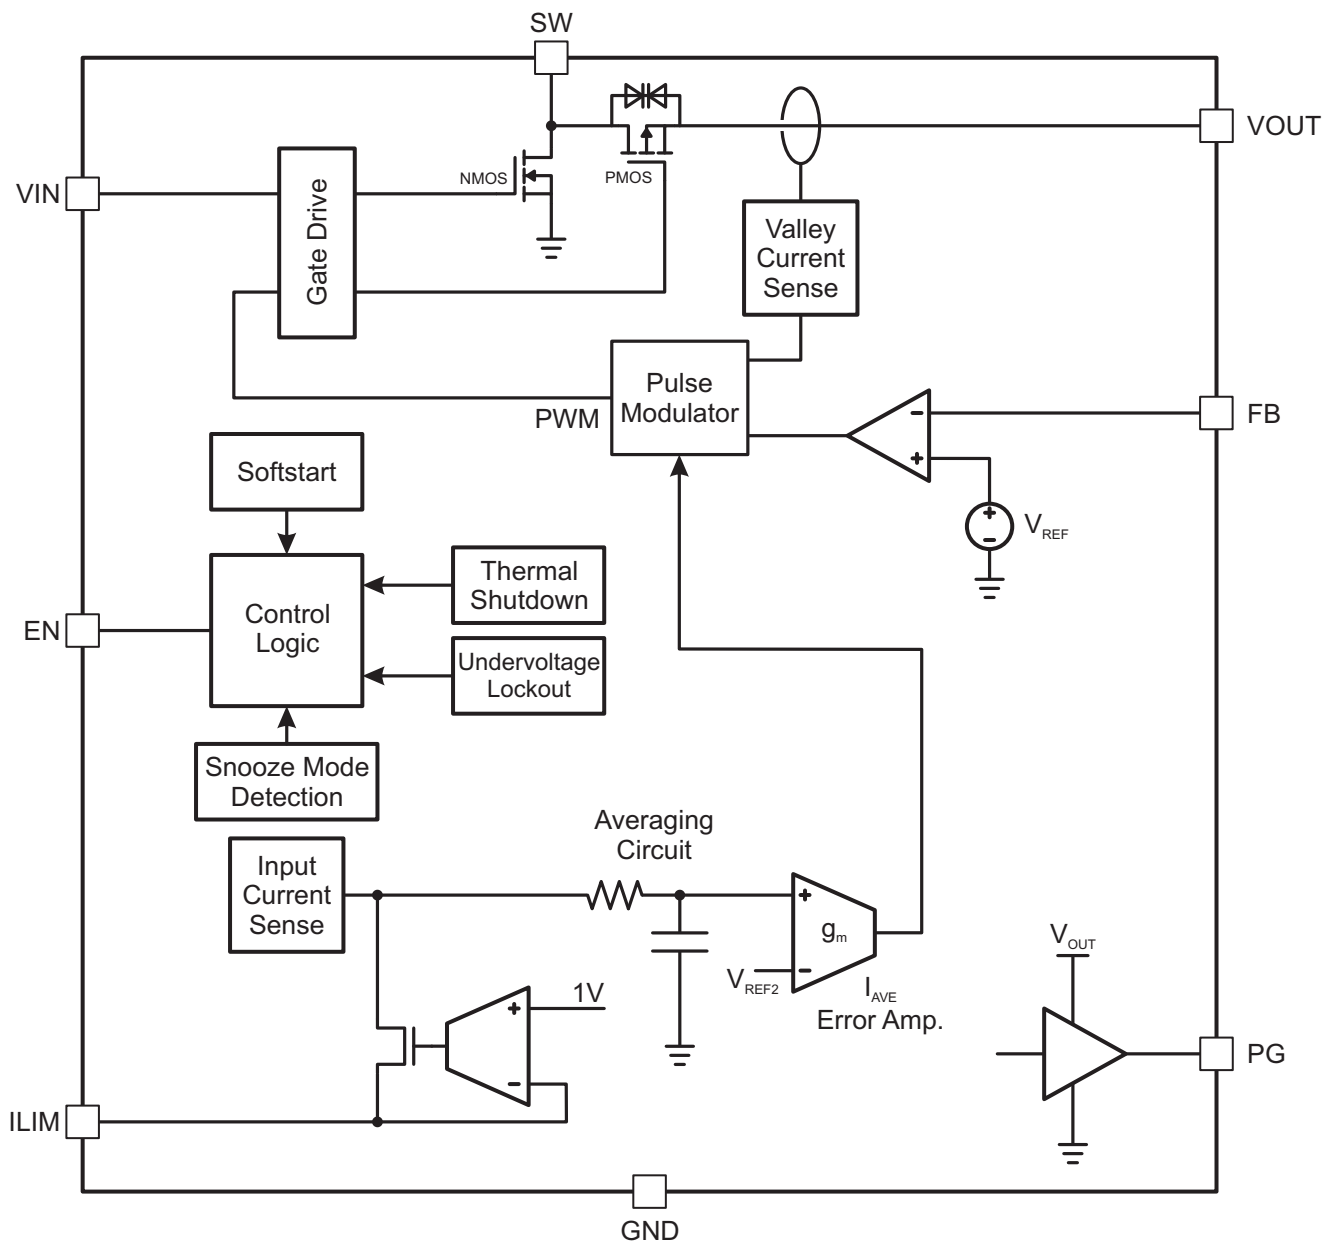 SW
VOUT
VIN
NMOS
PMOS
Gate Drive
Valley
Current
Sense
Pulse
Modulator
PWM
FB
-
+
+
-
VREF
Softstart
Thermal
Shutdown
EN
Control
Logic
Undervoltage
Lockout
Snooze Mode
Detection
Averaging
Circuit
Input
Current
Sense
+
gm
-
VREF2
IAVE
Error Amp.
VOUT
1V
+
-
PG
ILIM
GND